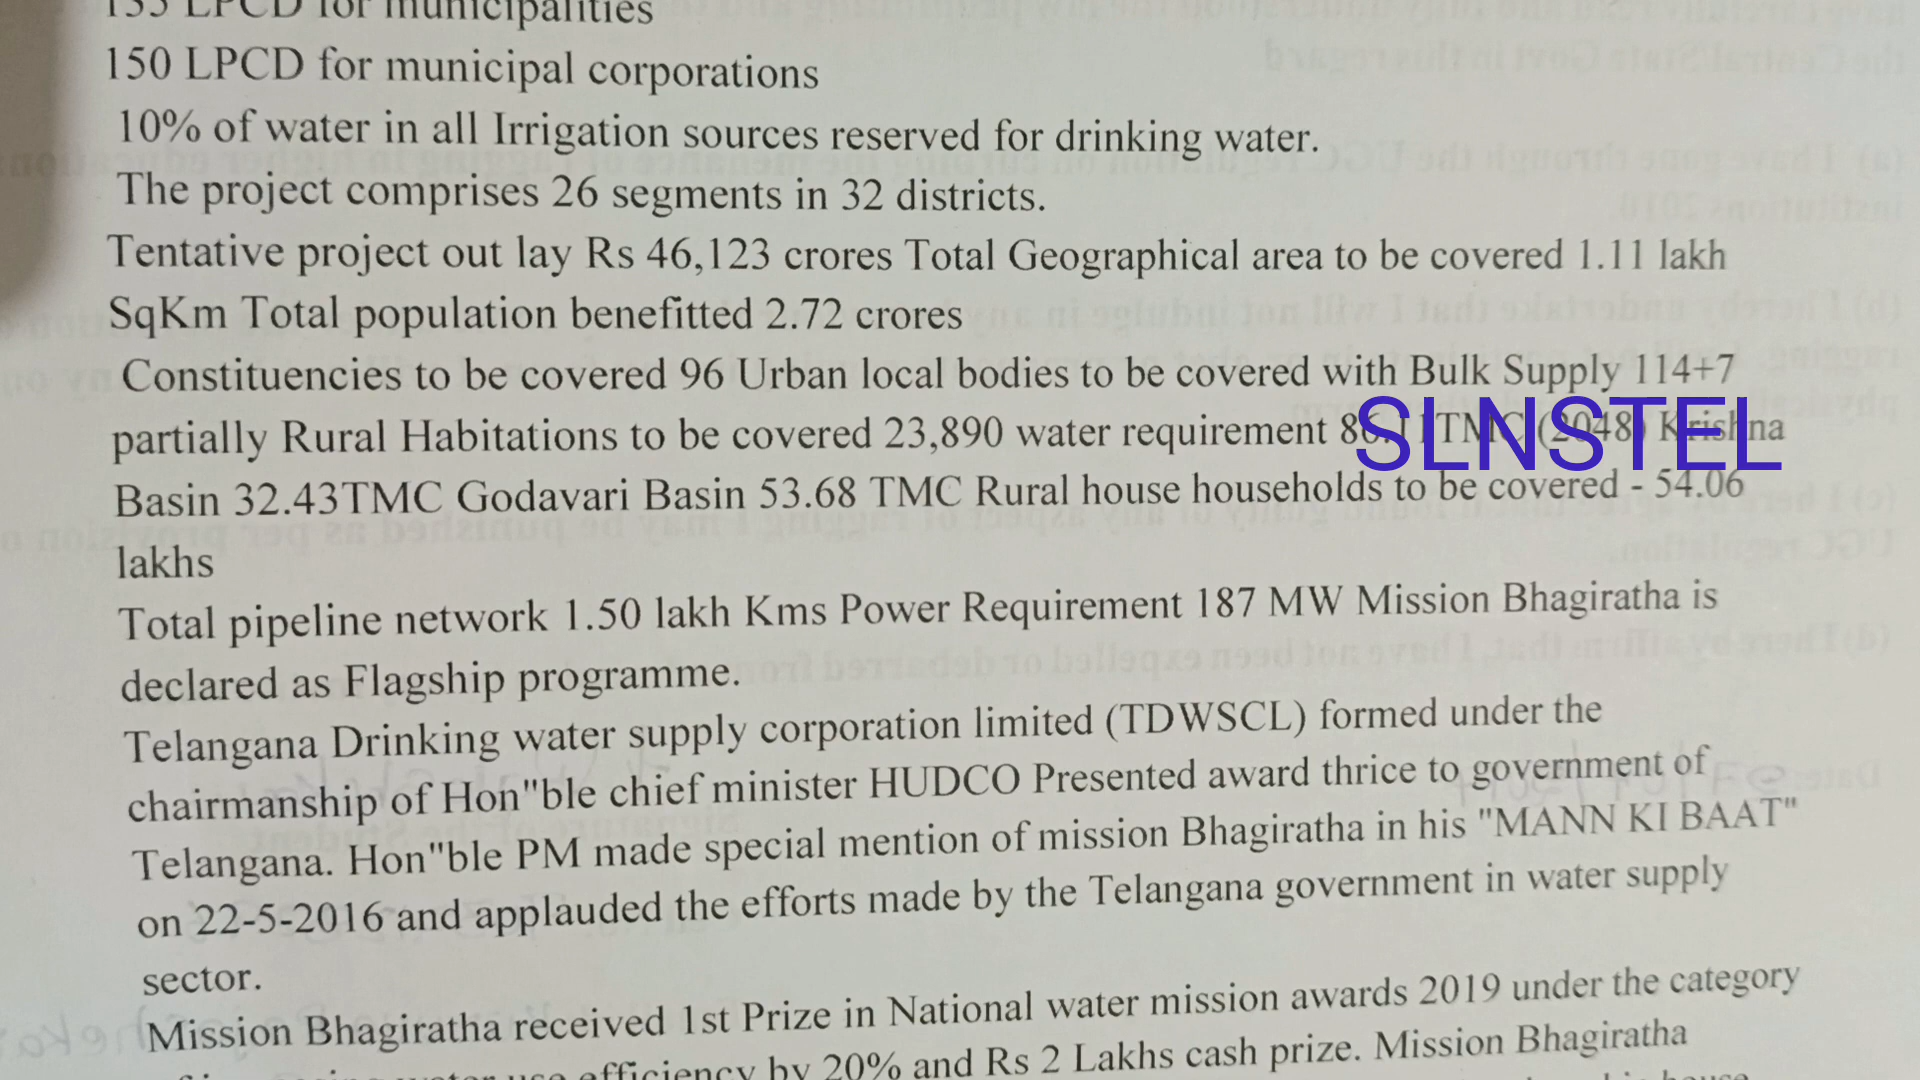 135 LPCD for municipalities
150 LPCD for municipal corporations
10% of water in all Irrigation sources reserved for drinking water.
The project comprises 26 segments in 32 districts.
Tentative project out lay Rs 46,123 crores Total Geographical area to be covered 1.11 lakh
SqKm Total population benefitted 2.72 crores
Constituencies to be covered 96 Urban local bodies to be covered with Bulk Supply 114+7
partially Rural Habitations to be covered 23,890 water requirement 86.11TMC (2048) Krishna
SLNSTEL
Basin 32.43TMC Godavari Basin 53.68 TMC Rural house households to be covered - 54.06
lakhs
Total pipeline network 1.50 lakh Kms Power Requirement 187 MW Mission Bhagiratha is
declared as Flagship programme.
Telangana Drinking water supply corporation limited (TDWSCL) formed under the
chairmanship of Hon"ble chief minister HUDCO Presented award thrice to government of
Telangana. Hon"ble PM made special mention of mission Bhagiratha in his "MANN KI BAAT"
on 22-5-2016 and applauded the efforts made by the Telangana government in water supply
sector.
Mission Bhagiratha received 1st Prize in National water mission awards 2019 under the category
water use efficiency by 20% and Rs 2 Lakhs cash prize. Mission Bhagiratha